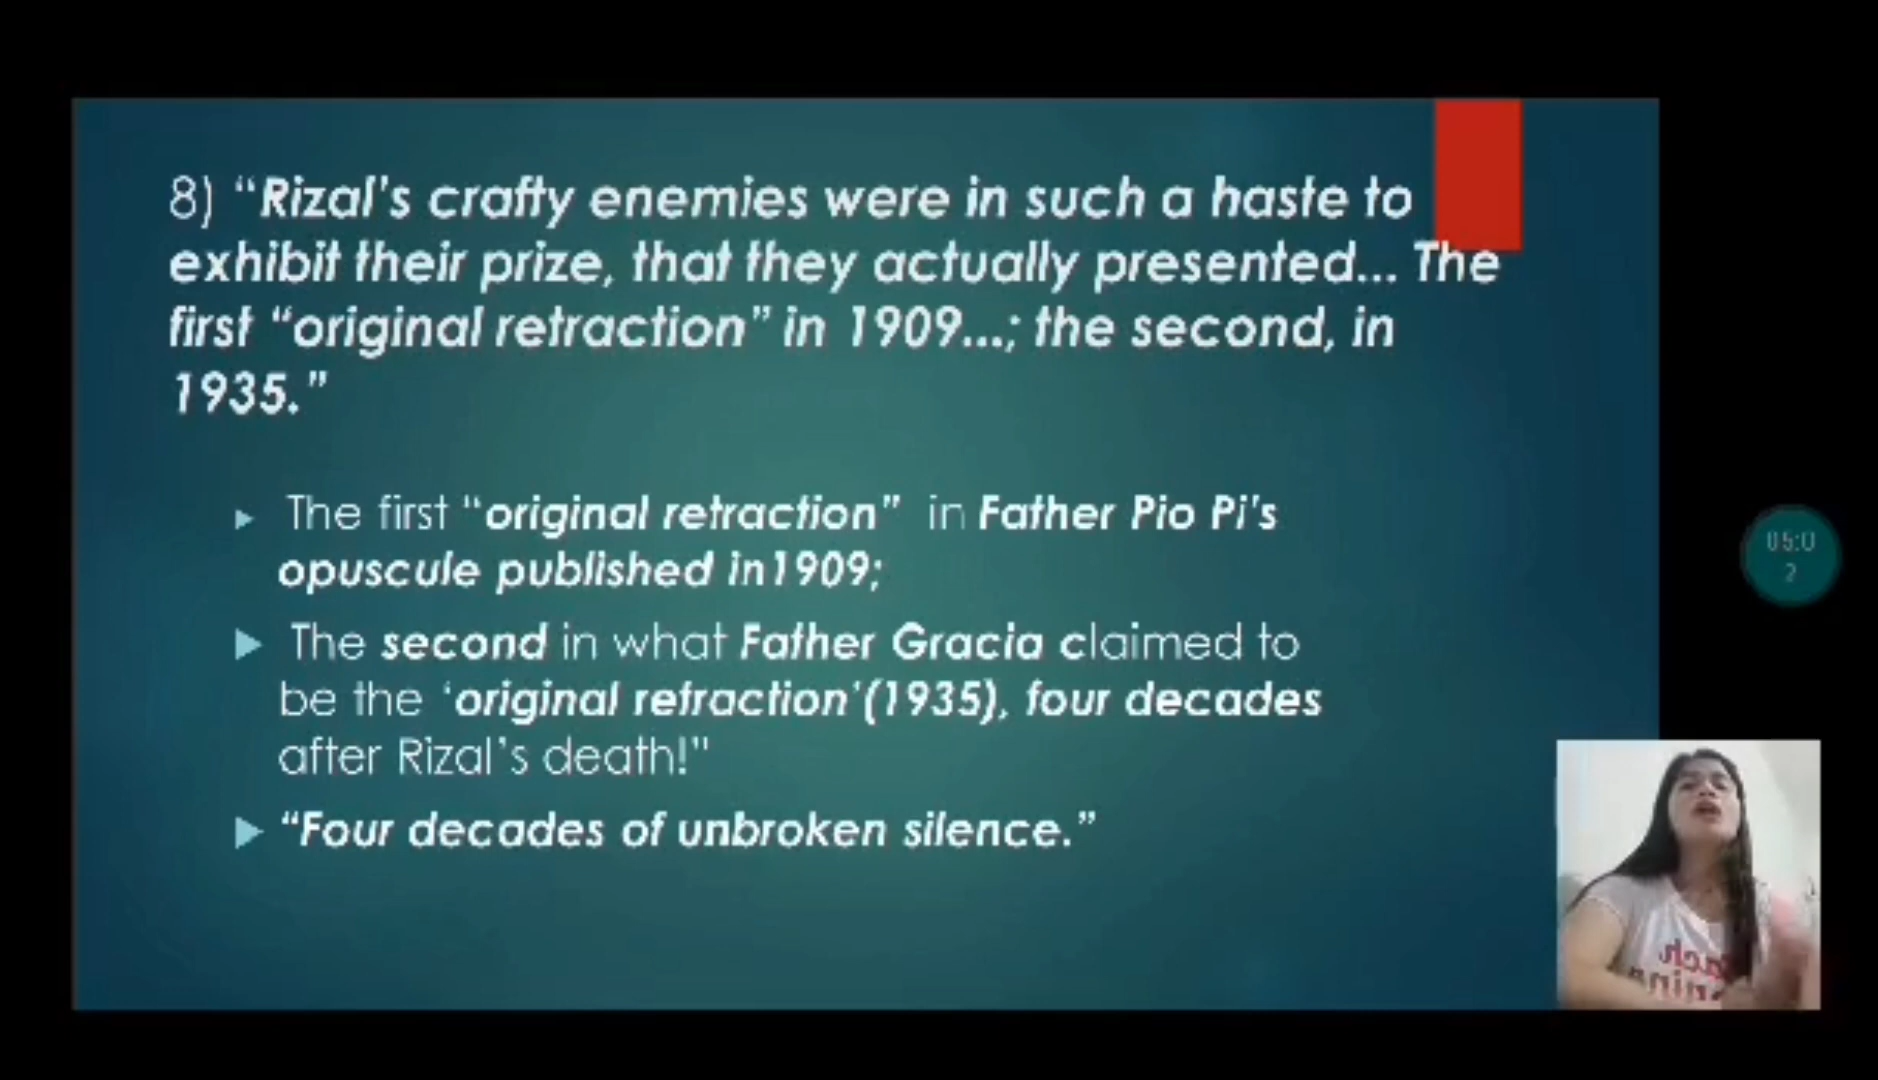 8) “Rizal's crafty enemies were in such a haste to
exhibit their prize, that they actually presented... The
first “original retraction” in 1909...; the second, in
1935.”
The first “original retraction” in Father Pio Pi's
opuscule published in1909;
The second in what Father Gracia claimed to
be the ‘original retraction’(1935), four decades
after Rizal’s death!"
“Four decades of unbroken silence.”
05:0
2